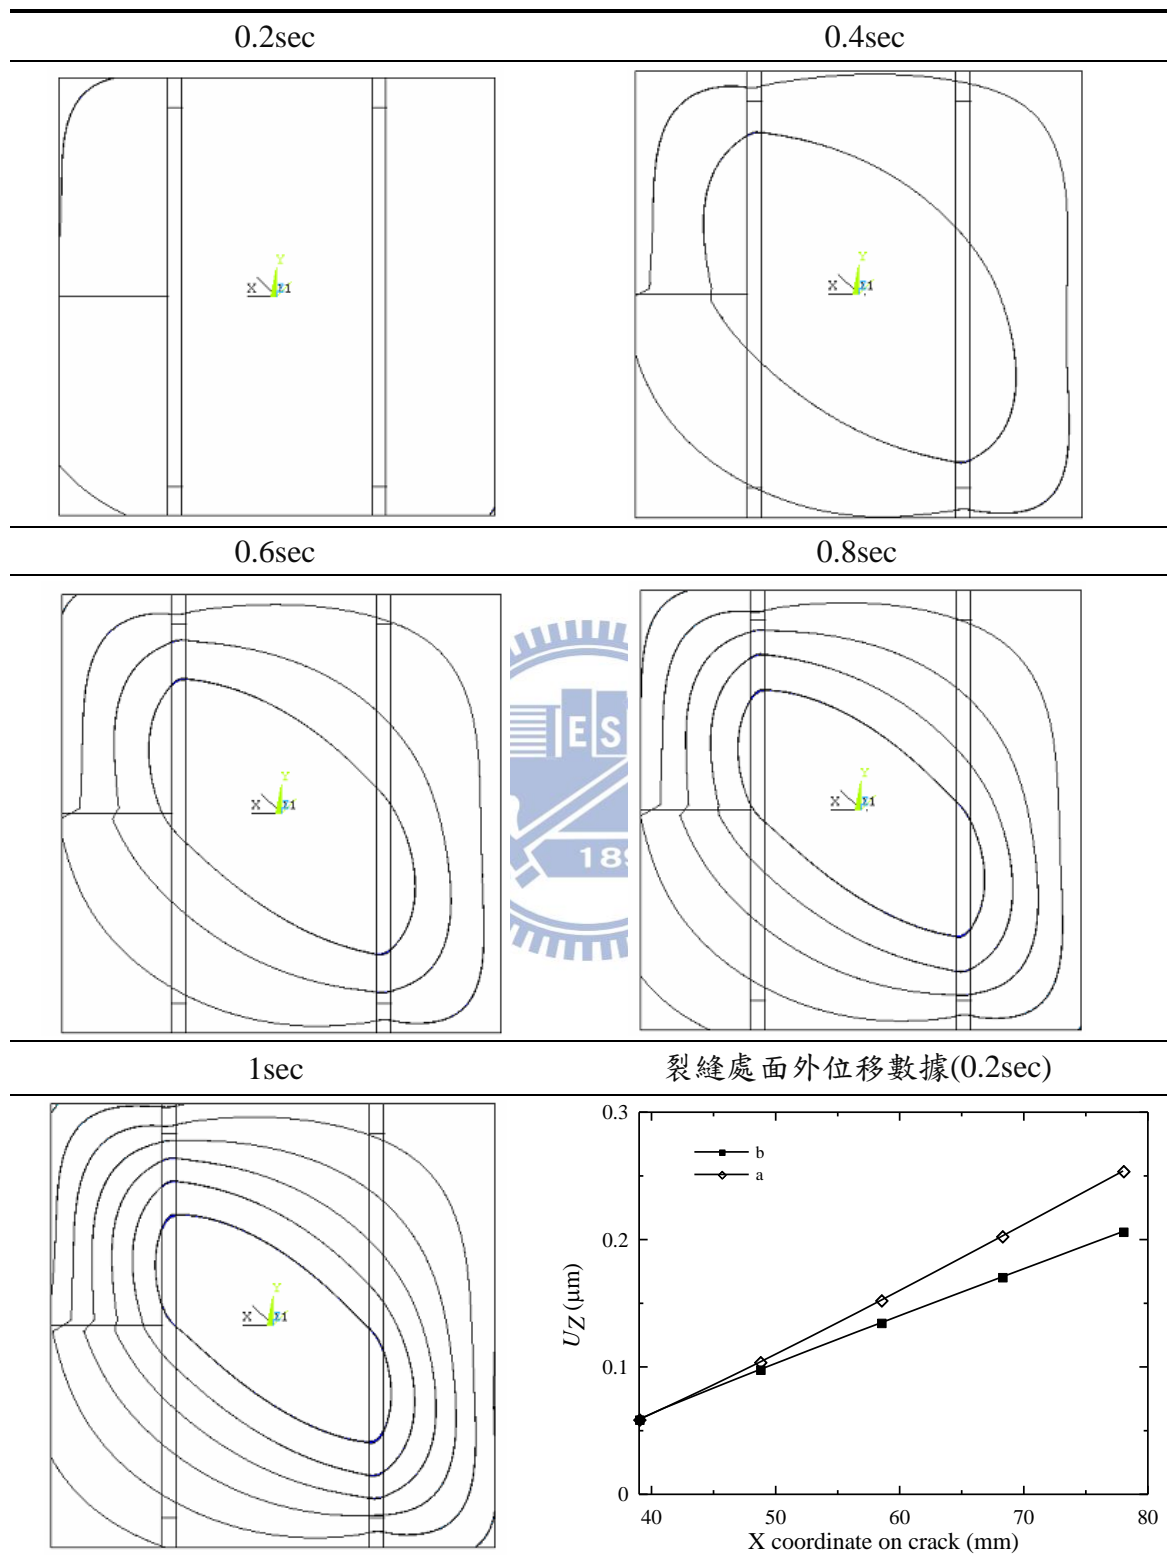 0.2sec
0.4sec
Y
X
Z1
Y
X
Z1
0.6sec
0.8sec
Y
X
Z1
Y
X
Z1
ES
189
1sec
裂縫處面外位移數據(0.2sec)
Y
X
Z1
0.3
b
a
0.2
UZ (μm)
0.1
0
40
50
60
70
80
X coordinate on crack (mm)